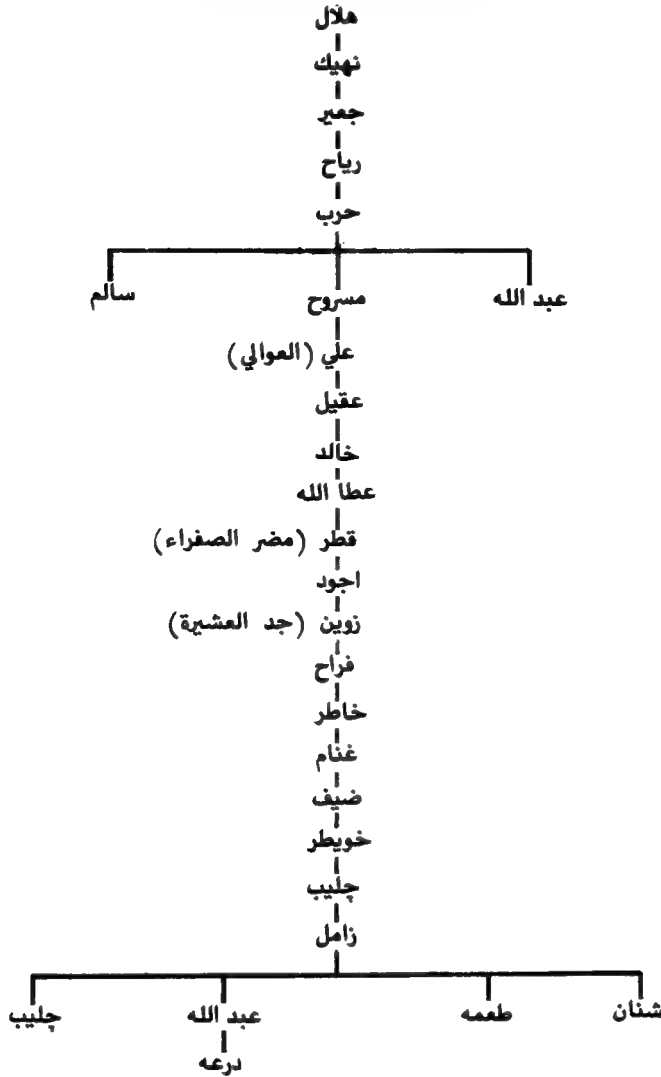 هلال
نهيك
جعير
رياح
حرب
عبد الله مسروح سالم
علي (العوالي)
عقيل
خالد
عطا الله
قطر (مضر الصفراء)
اجود
زوين (جد العشيرة)
فراح
خاطر
غنام
ضيف
خويطر
چليب
زامل
شنان طعمه عبد الله چليب
درعه